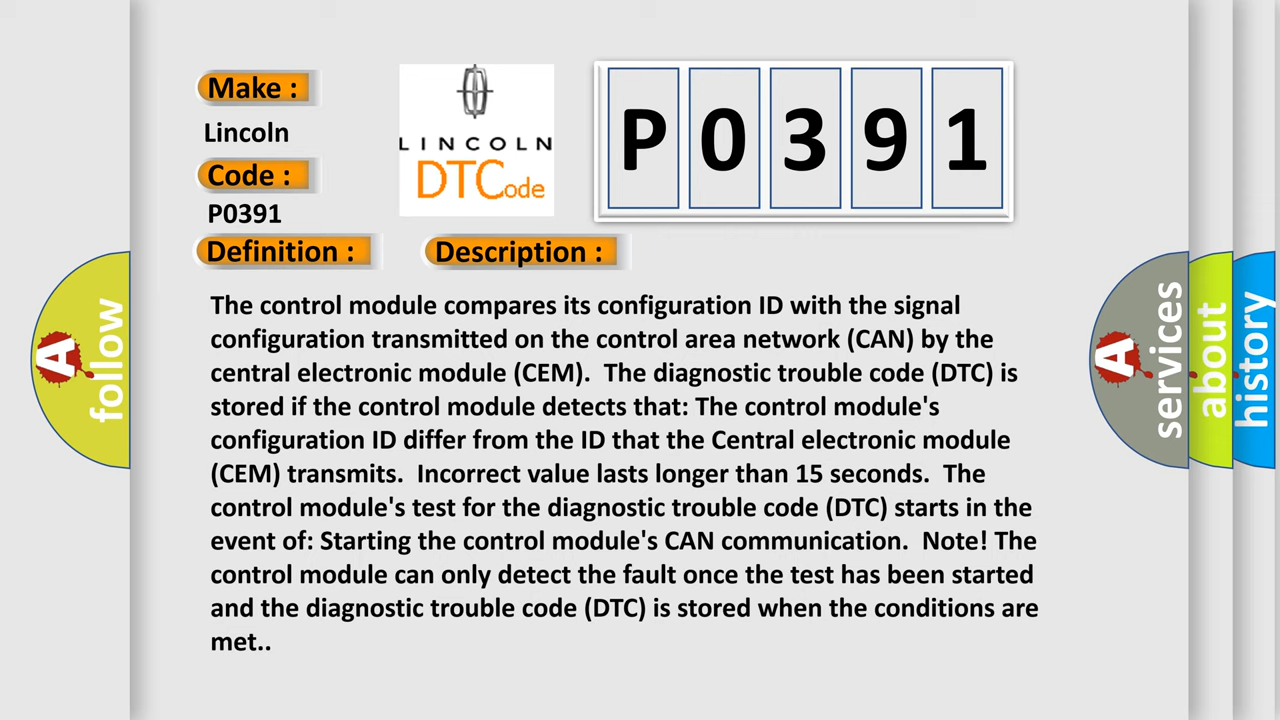 Make :
Lincoln
Code :
P0391
LINCOLN
DTCode
P0391
Definition :
Description :
The control module compares its configuration ID with the signal
configuration transmitted on the control area network (CAN) by the
central electronic module (CEM).  The diagnostic trouble code (DTC) is
stored if the control module detects that: The control module's
configuration ID differ from the ID that the Central electronic module
(CEM) transmits.  Incorrect value lasts longer than 15 seconds.  The
control module's test for the diagnostic trouble code (DTC) starts in the
event of: Starting the control module's CAN communication.  Note! The
control module can only detect the fault once the test has been started
and the diagnostic trouble code (DTC) is stored when the conditions are
met..
A
follow
A
services
about
history